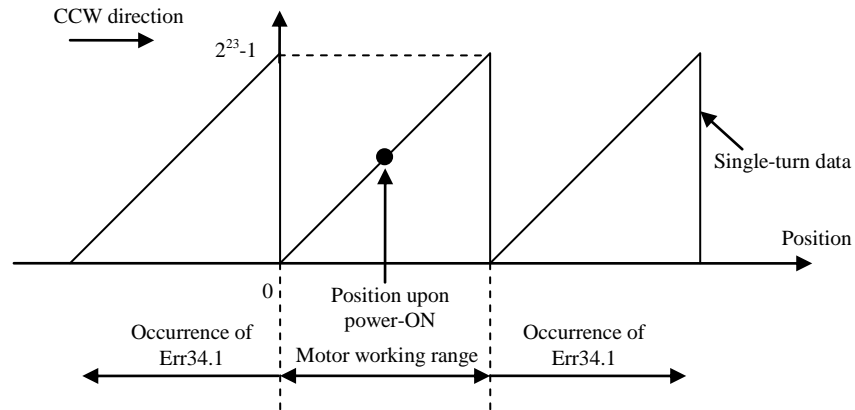 CCW direction
2²³-1
Single-turn data
Position
0
Position upon
power-ON
Occurrence of
Err34.1
Motor working range
Occurrence of
Err34.1